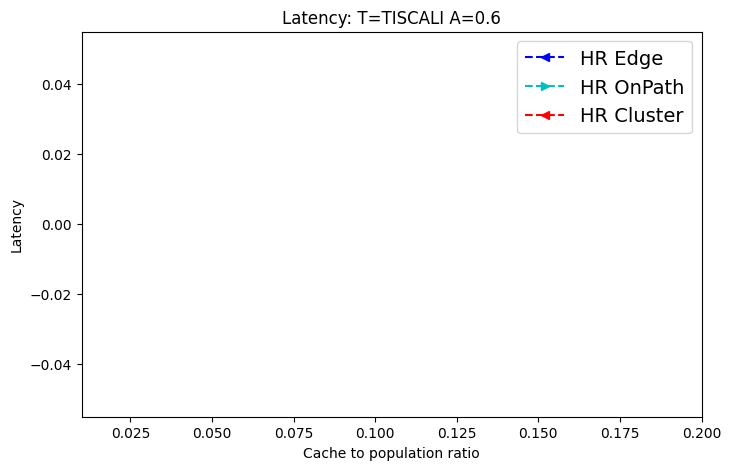 Latency: T=TISCALI A=0.6
HR Edge
HR OnPath
HR Cluster
Latency
0.04
0.02
0.00
−0.02
−0.04
0.025 0.050 0.075 0.100 0.125 0.150 0.175 0.200
Cache to population ratio